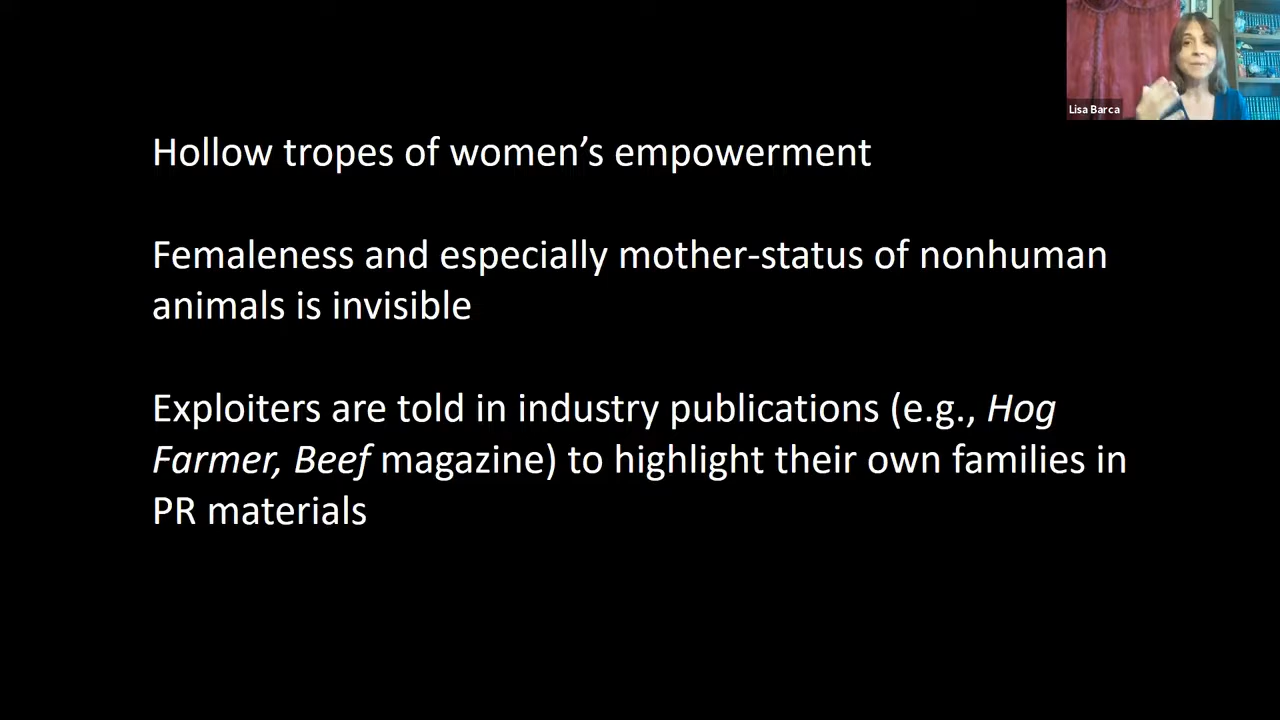 Lisa Barca
Hollow tropes of women’s empowerment
Femaleness and especially mother-status of nonhuman
animals is invisible
Exploiters are told in industry publications (e.g., Hog
Farmer, Beef magazine) to highlight their own families in
PR materials